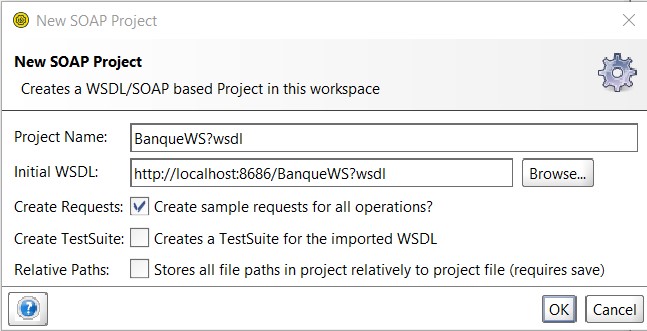 New SOAP Project
New SOAP Project
Creates a WSDL/SOAP based Project in this workspace
Project Name: BanqueWS?wsdl
Initial WSDL: http://localhost:8686/BanqueWS?wsdl Browse...
Create Requests: Create sample requests for all operations?
Create TestSuite: Creates a TestSuite for the imported WSDL
Relative Paths: Stores all file paths in project relatively to project file (requires save)
? OK Cancel